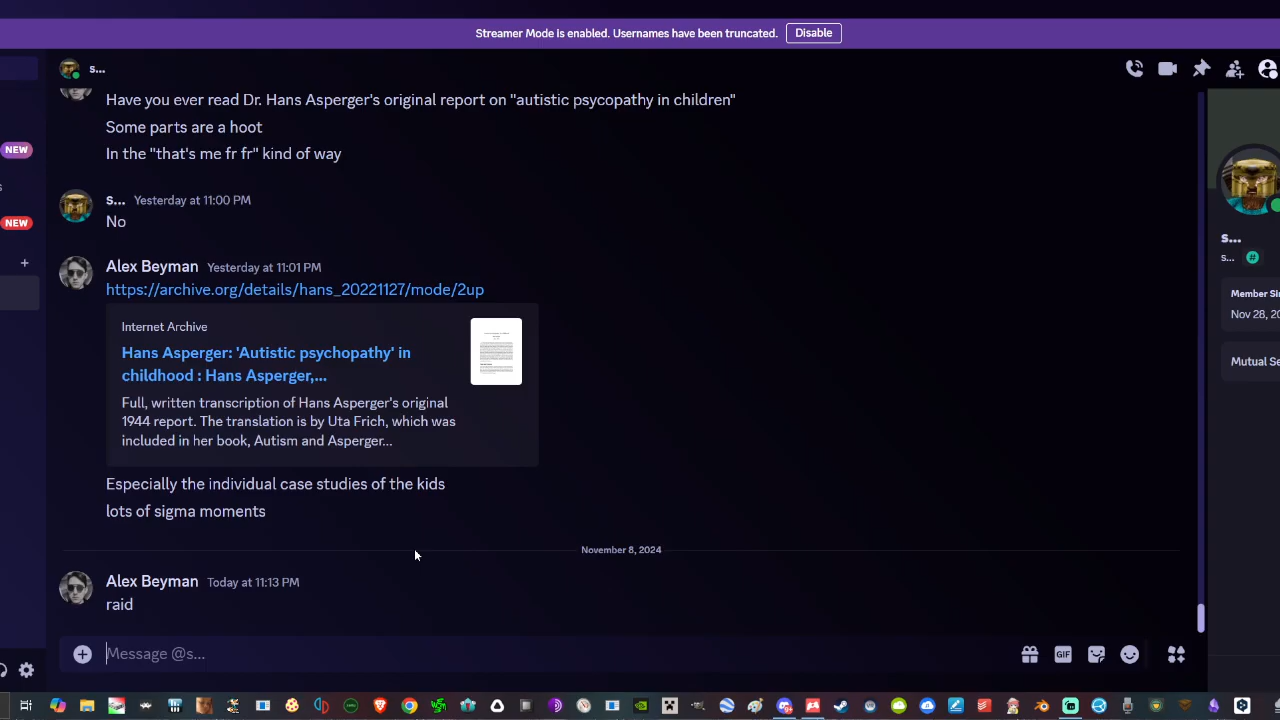 Streamer Mode is enabled. Usernames have been truncated. Disable
s...
Have you ever read Dr. Hans Asperger's original report on "autistic psycopathy in children"
Some parts are a hoot
NEW
In the "that's me fr fr" kind of way
s... Yesterday at 11:00 PM
No
NEW
s...
s...
Alex Beyman Yesterday at 11:01 PM
https://archive.org/details/hans_20221127/mode/2up
Member Si
Nov 28, 20
Internet Archive
Hans Asperger: 'Autistic psychopathy' in
childhood : Hans Asperger,...
Mutual Se
Full, written transcription of Hans Asperger's original
1944 report. The translation is by Uta Frich, which was
included in her book, Autism and Asperger...
Especially the individual case studies of the kids
lots of sigma moments
November 8, 2024
Alex Beyman Today at 11:13 PM
raid
Message @s...
GIF